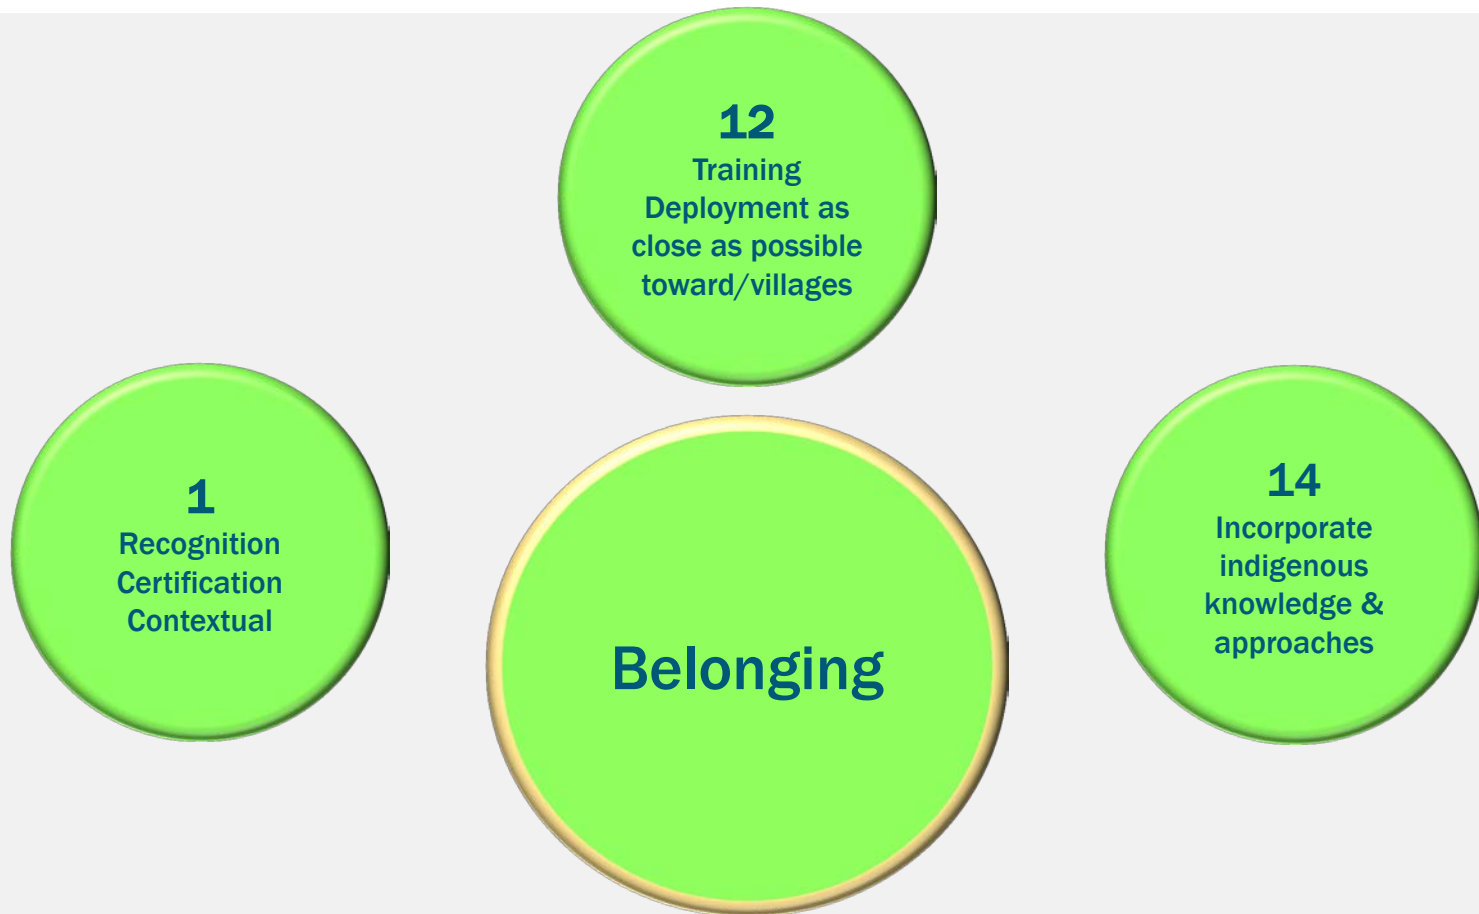 12
Training
Deployment as
close as possible
toward/villages
1
Recognition
Certification
Contextual
14
Incorporate
indigenous
knowledge &
approaches
Belonging